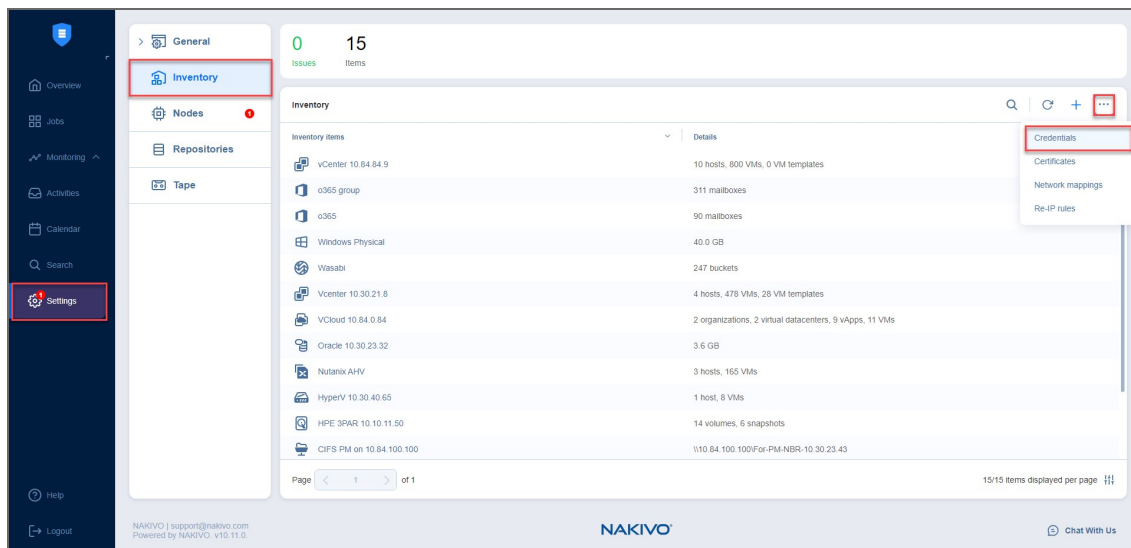 Overview
Jobs
Monitoring
Activities
Calendar
Search
1
Settings
Help
Logout
General
Inventory
Nodes 1
Repositories
Tape
0 15
Issues Items
Inventory
Inventory items Details
vCenter 10.84.84.9 10 hosts, 800 VMs, 0 VM templates
o365 group 311 mailboxes
o365 90 mailboxes
Windows Physical 40.0 GB
Wasabi 247 buckets
Vcenter 10.30.21.8 4 hosts, 478 VMs, 28 VM templates
VCloud 10.84.0.84 2 organizations, 2 virtual datacenters, 9 vApps, 11 VMs
Oracle 10.30.23.32 3.6 GB
Nutanix AHV 3 hosts, 165 VMs
HyperV 10.30.40.65 1 host, 8 VMs
HPE 3PAR 10.10.11.50 14 volumes, 6 snapshots
CIFS PM on 10.84.100.100 \\10.84.100.100\For-PM-NBR-10.30.23.43
Credentials
Certificates
Network mappings
Re-IP rules
Page 1 of 1 15/15 items displayed per page
NAKIVO | support@nakivo.com
Powered by NAKIVO. v10.11.0.
NAKIVO®
Chat With Us